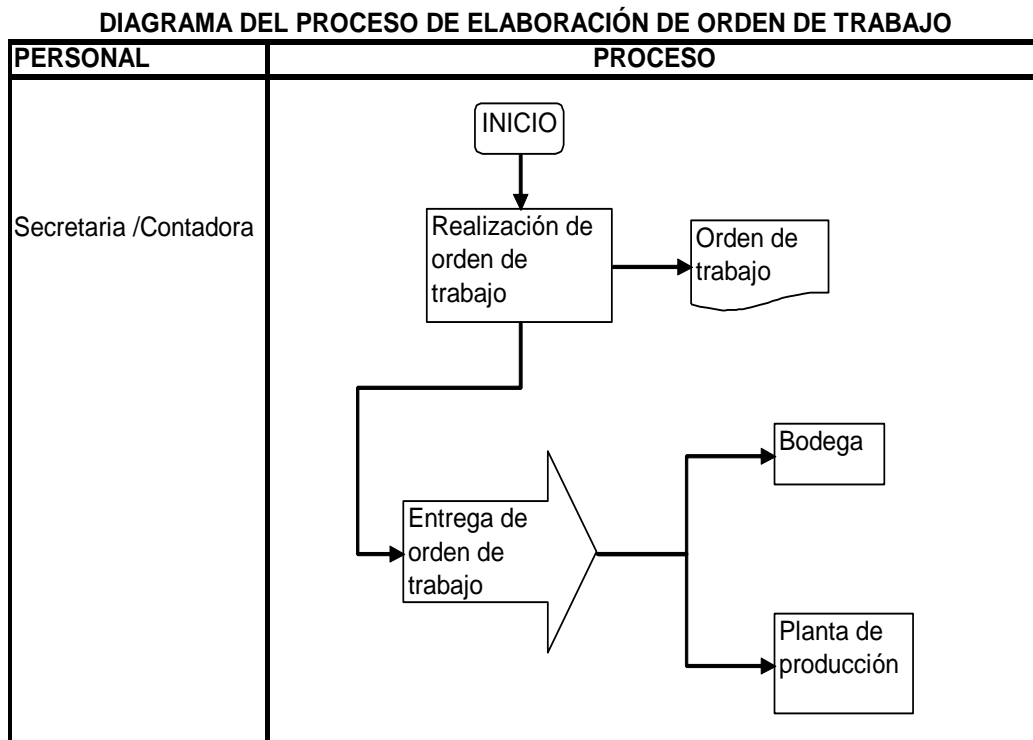 DIAGRAMA DEL PROCESO DE ELABORACIÓN DE ORDEN DE TRABAJO
PERSONAL
PROCESO
INICIO
Secretaria /Contadora
Realización de
orden de
trabajo
Orden de
trabajo
Bodega
Entrega de
orden de
trabajo
Planta de
producción